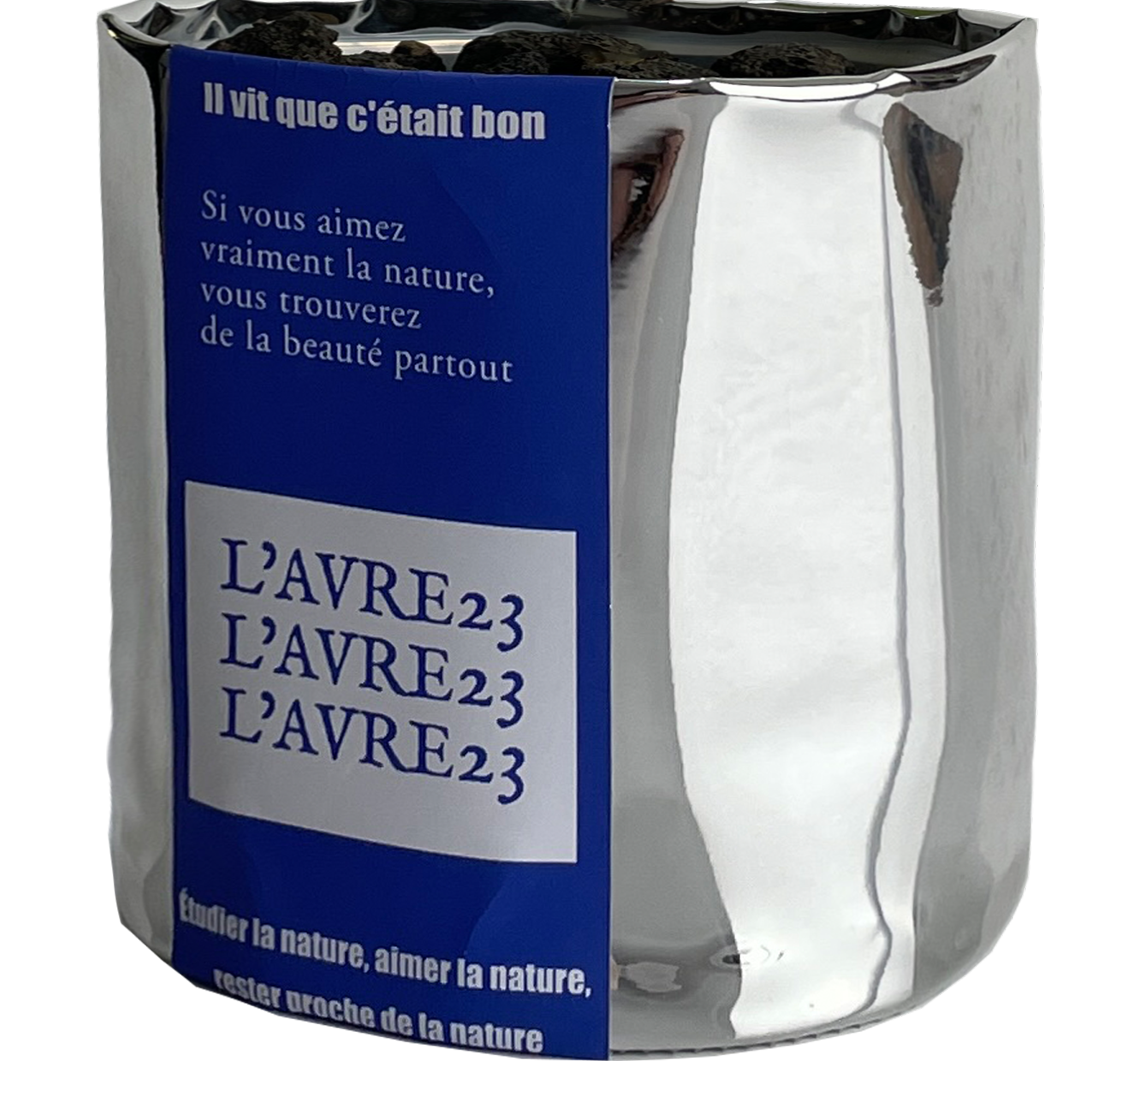 Il vit que c'était bon
Si vous aimez
vraiment la nature,
vous trouverez
de la beauté partout
L'AVRE23
L'AVRE23
L'AVRE23
Étudier la nature, aimer la nature,
rester proche de la nature